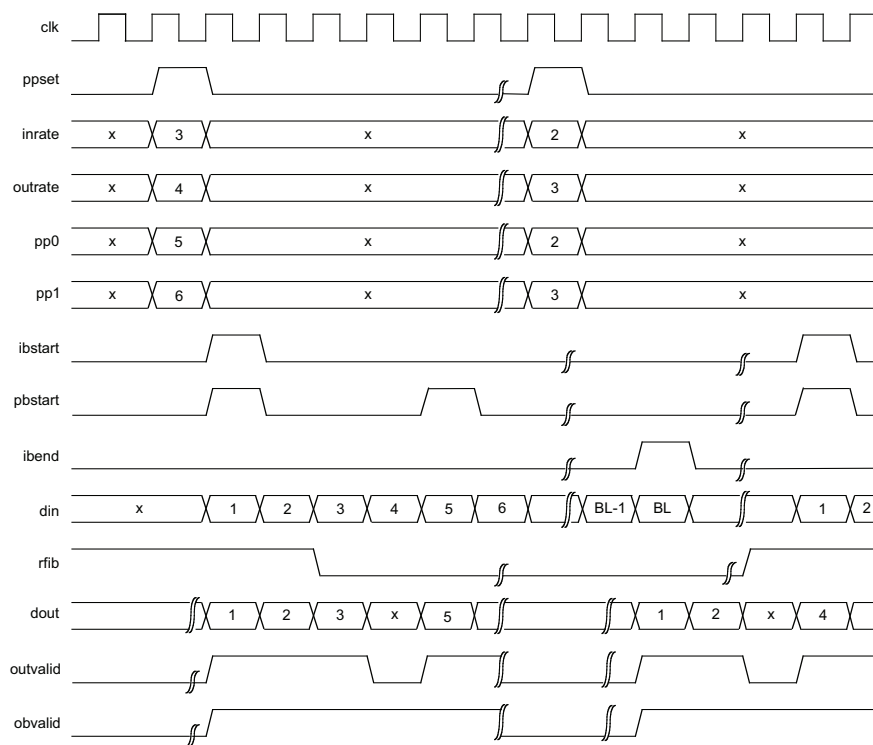 clk
ppset
inrate x 3 x 2 x
outrate x 4 x 3 x
pp0 x 5 x 2 x
pp1 x 6 x 3 x
ibstart
pbstart
ibend
din x 1 2 3 4 5 6 BL-1 BL 1 2
rfib
dout 1 2 3 x 5 1 2 x 4
outvalid
obvalid